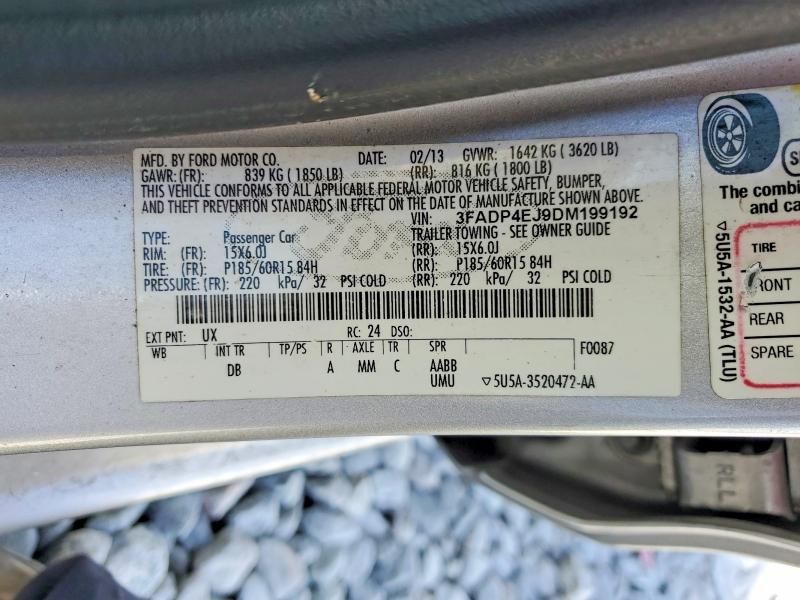 MFD. BY FORD MOTOR CO. DATE: 02/13 GVWR: 1642 KG ( 3620 LB)
GAWR: (FR): 839 KG ( 1850 LB) (RR): 816 KG ( 1800 LB)
THIS VEHICLE CONFORMS TO ALL APPLICABLE FEDERAL MOTOR VEHICLE SAFETY, BUMPER,
AND THEFT PREVENTION STANDARDS IN EFFECT ON THE DATE OF MANUFACTURE SHOWN ABOVE.
VIN: 3FADP4EJ9DM199192
TYPE: Passenger Car TRAILER TOWING - SEE OWNER GUIDE
RIM: (FR): 15X6.0J (RR): 15X6.0J
TIRE: (FR): P185/60R15 84H (RR): P185/60R15 84H
PRESSURE: (FR): 220 kPa/ 32 PSI COLD (RR): 220 kPa/ 32 PSI COLD
EXT PNT: UX RC: 24 DSO:
WB INT TR TP/PS R AXLE TR SPR F0087
DB A MM C AABB
UMU ▽5U5A-3520472-AA
The combi
and ca
TIRE
FRONT
REAR
SPARE
▽5U5A-1532-AA (TLU)
RLL